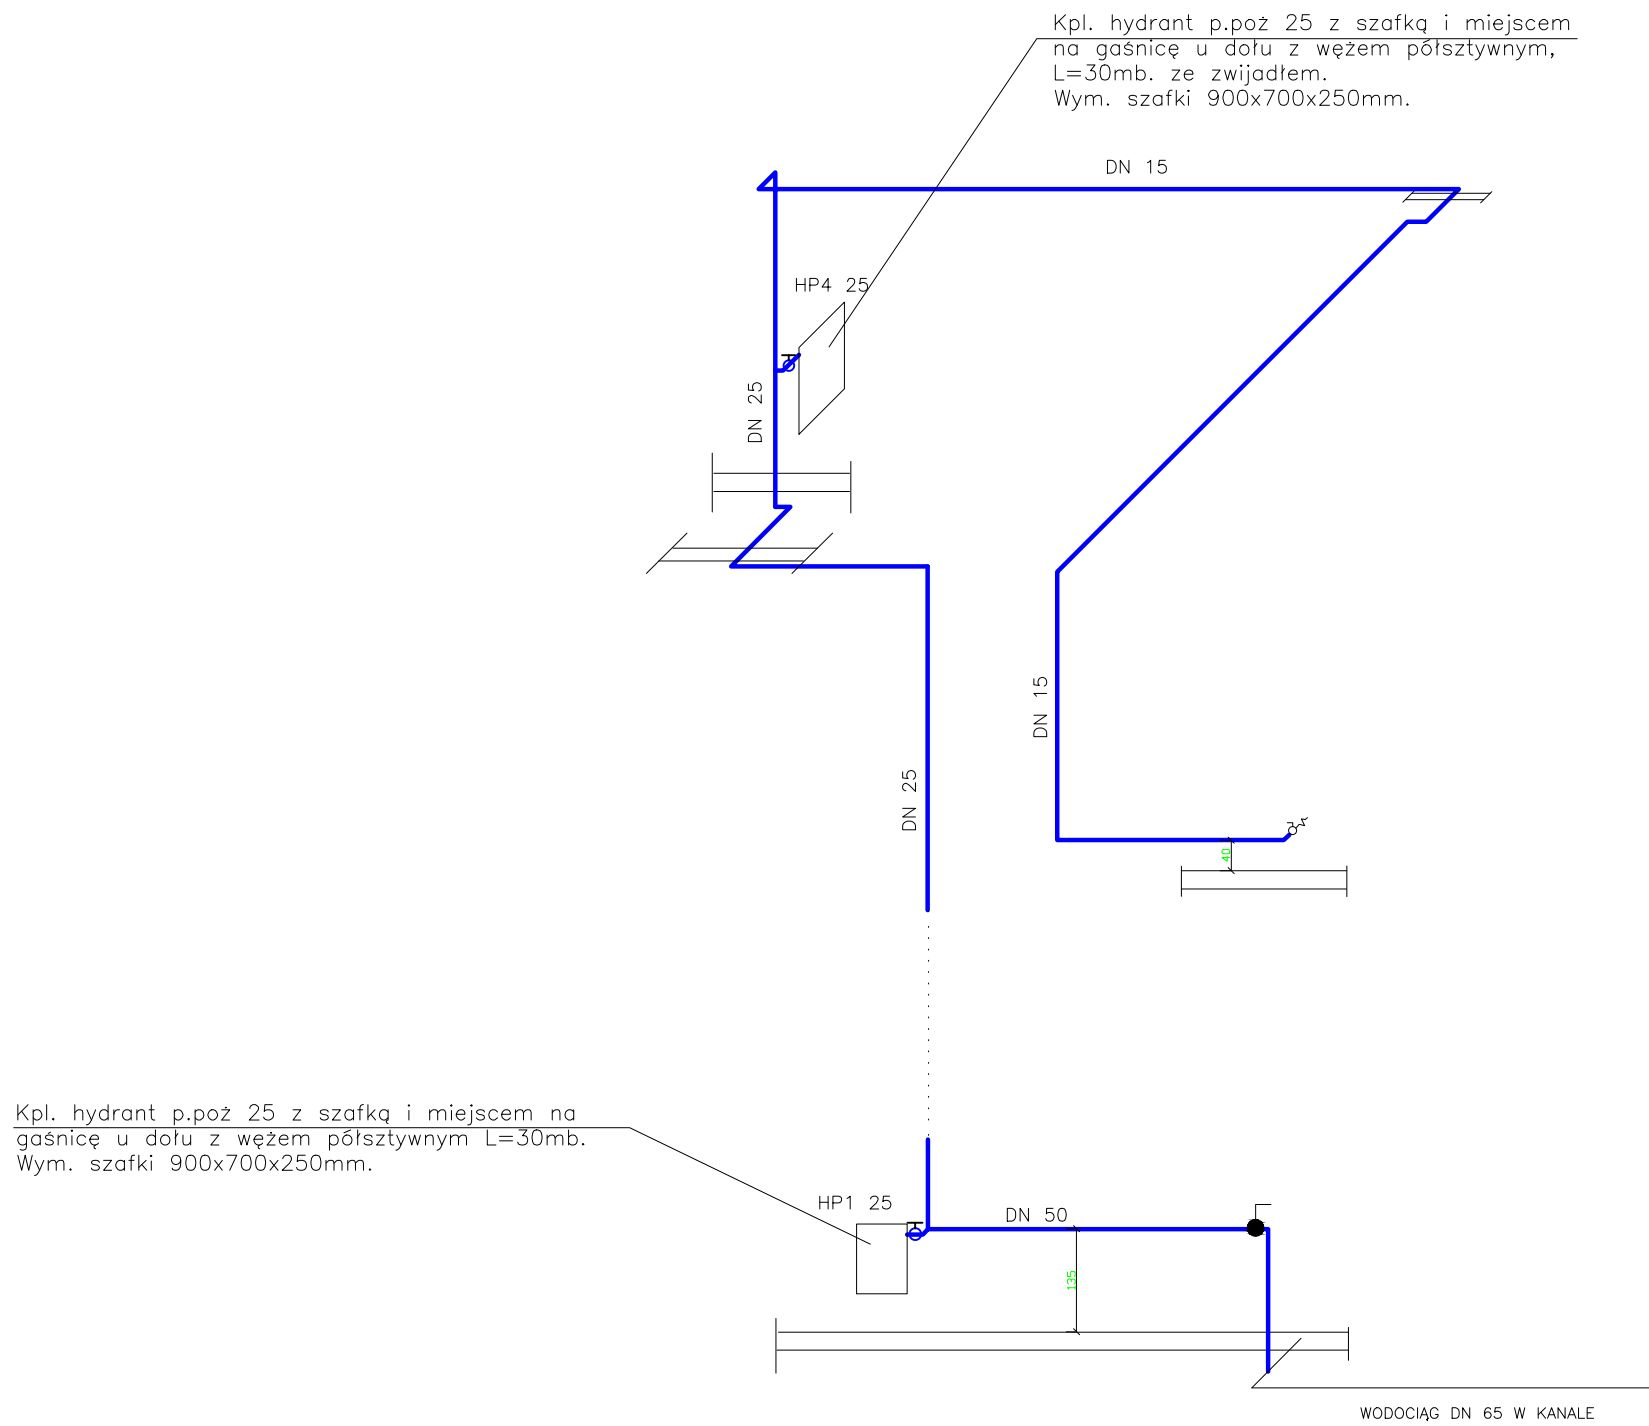 Kpl. hydrant p.poż 25 z szafką i miejscem
na gaśnicę u dołu z wężem półsztywnym,
L=30mb. ze zwijadłem.
Wym. szafki 900x700x250mm.
DN 15
HP4 25
DN 25
DN 15
DN 25
40
Kpl. hydrant p.poż 25 z szafką i miejscem na
gaśnicę u dołu z wężem półsztywnym L=30mb.
Wym. szafki 900x700x250mm.
HP1 25
DN 50
135
WODOCIĄG DN 65 W KANALE